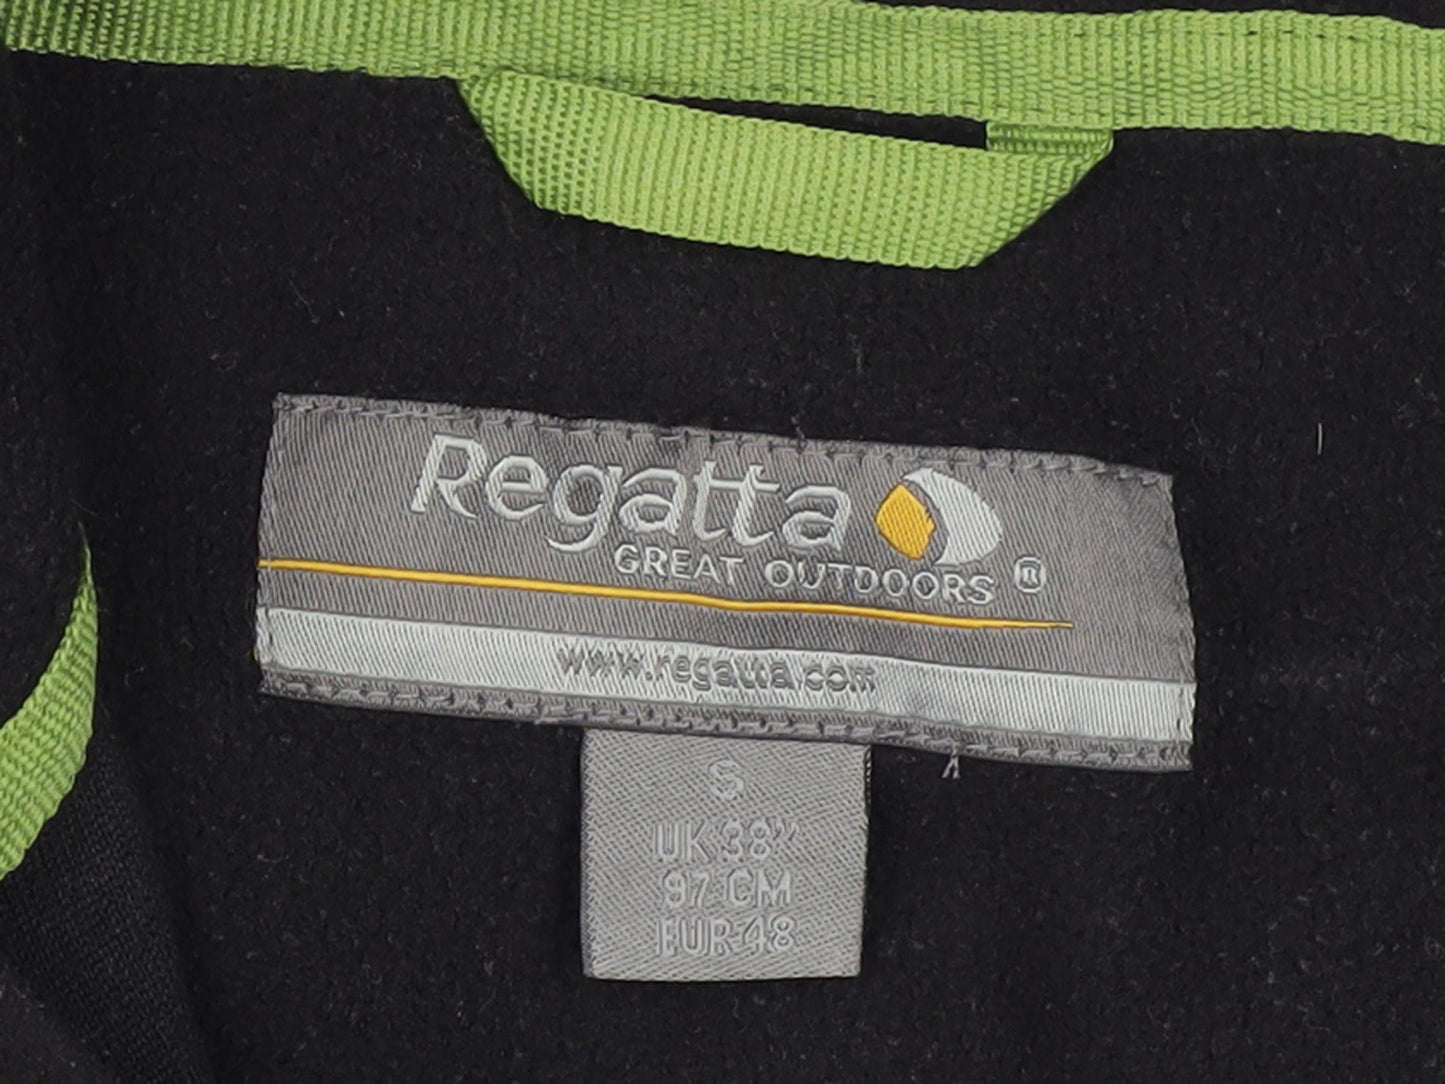 Regatta
GREAT OUTDOORS ®
www.regatta.com
S
UK 38"
97 CM
EUR 48